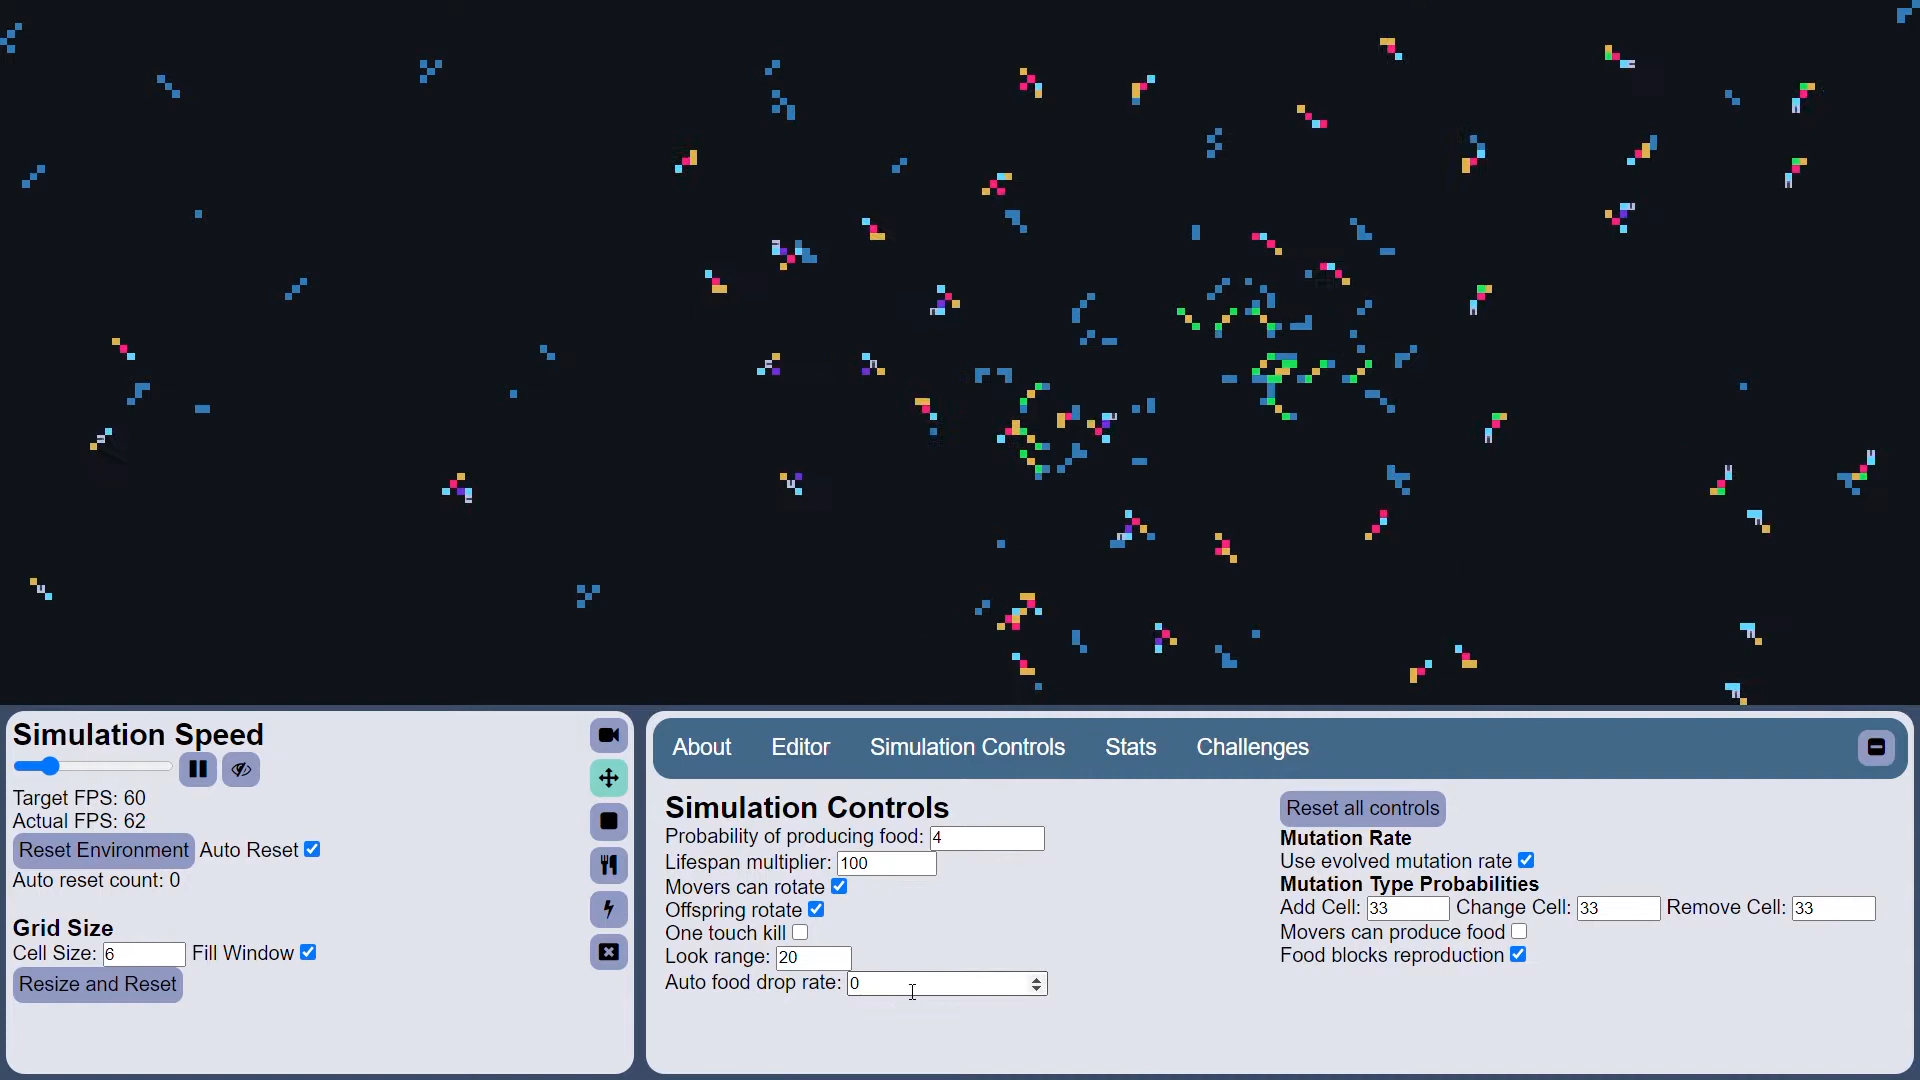 Simulation Speed
Target FPS: 60
Actual FPS: 62
Reset Environment Auto Reset
Auto reset count: 0
Grid Size
Cell Size: 6 Fill Window
Resize and Reset
About Editor Simulation Controls Stats Challenges
Simulation Controls
Probability of producing food: 4
Lifespan multiplier: 100
Movers can rotate
Offspring rotate
One touch kill
Look range: 20
Auto food drop rate: 0
Reset all controls
Mutation Rate
Use evolved mutation rate
Mutation Type Probabilities
Add Cell: 33 Change Cell: 33 Remove Cell: 33
Movers can produce food
Food blocks reproduction